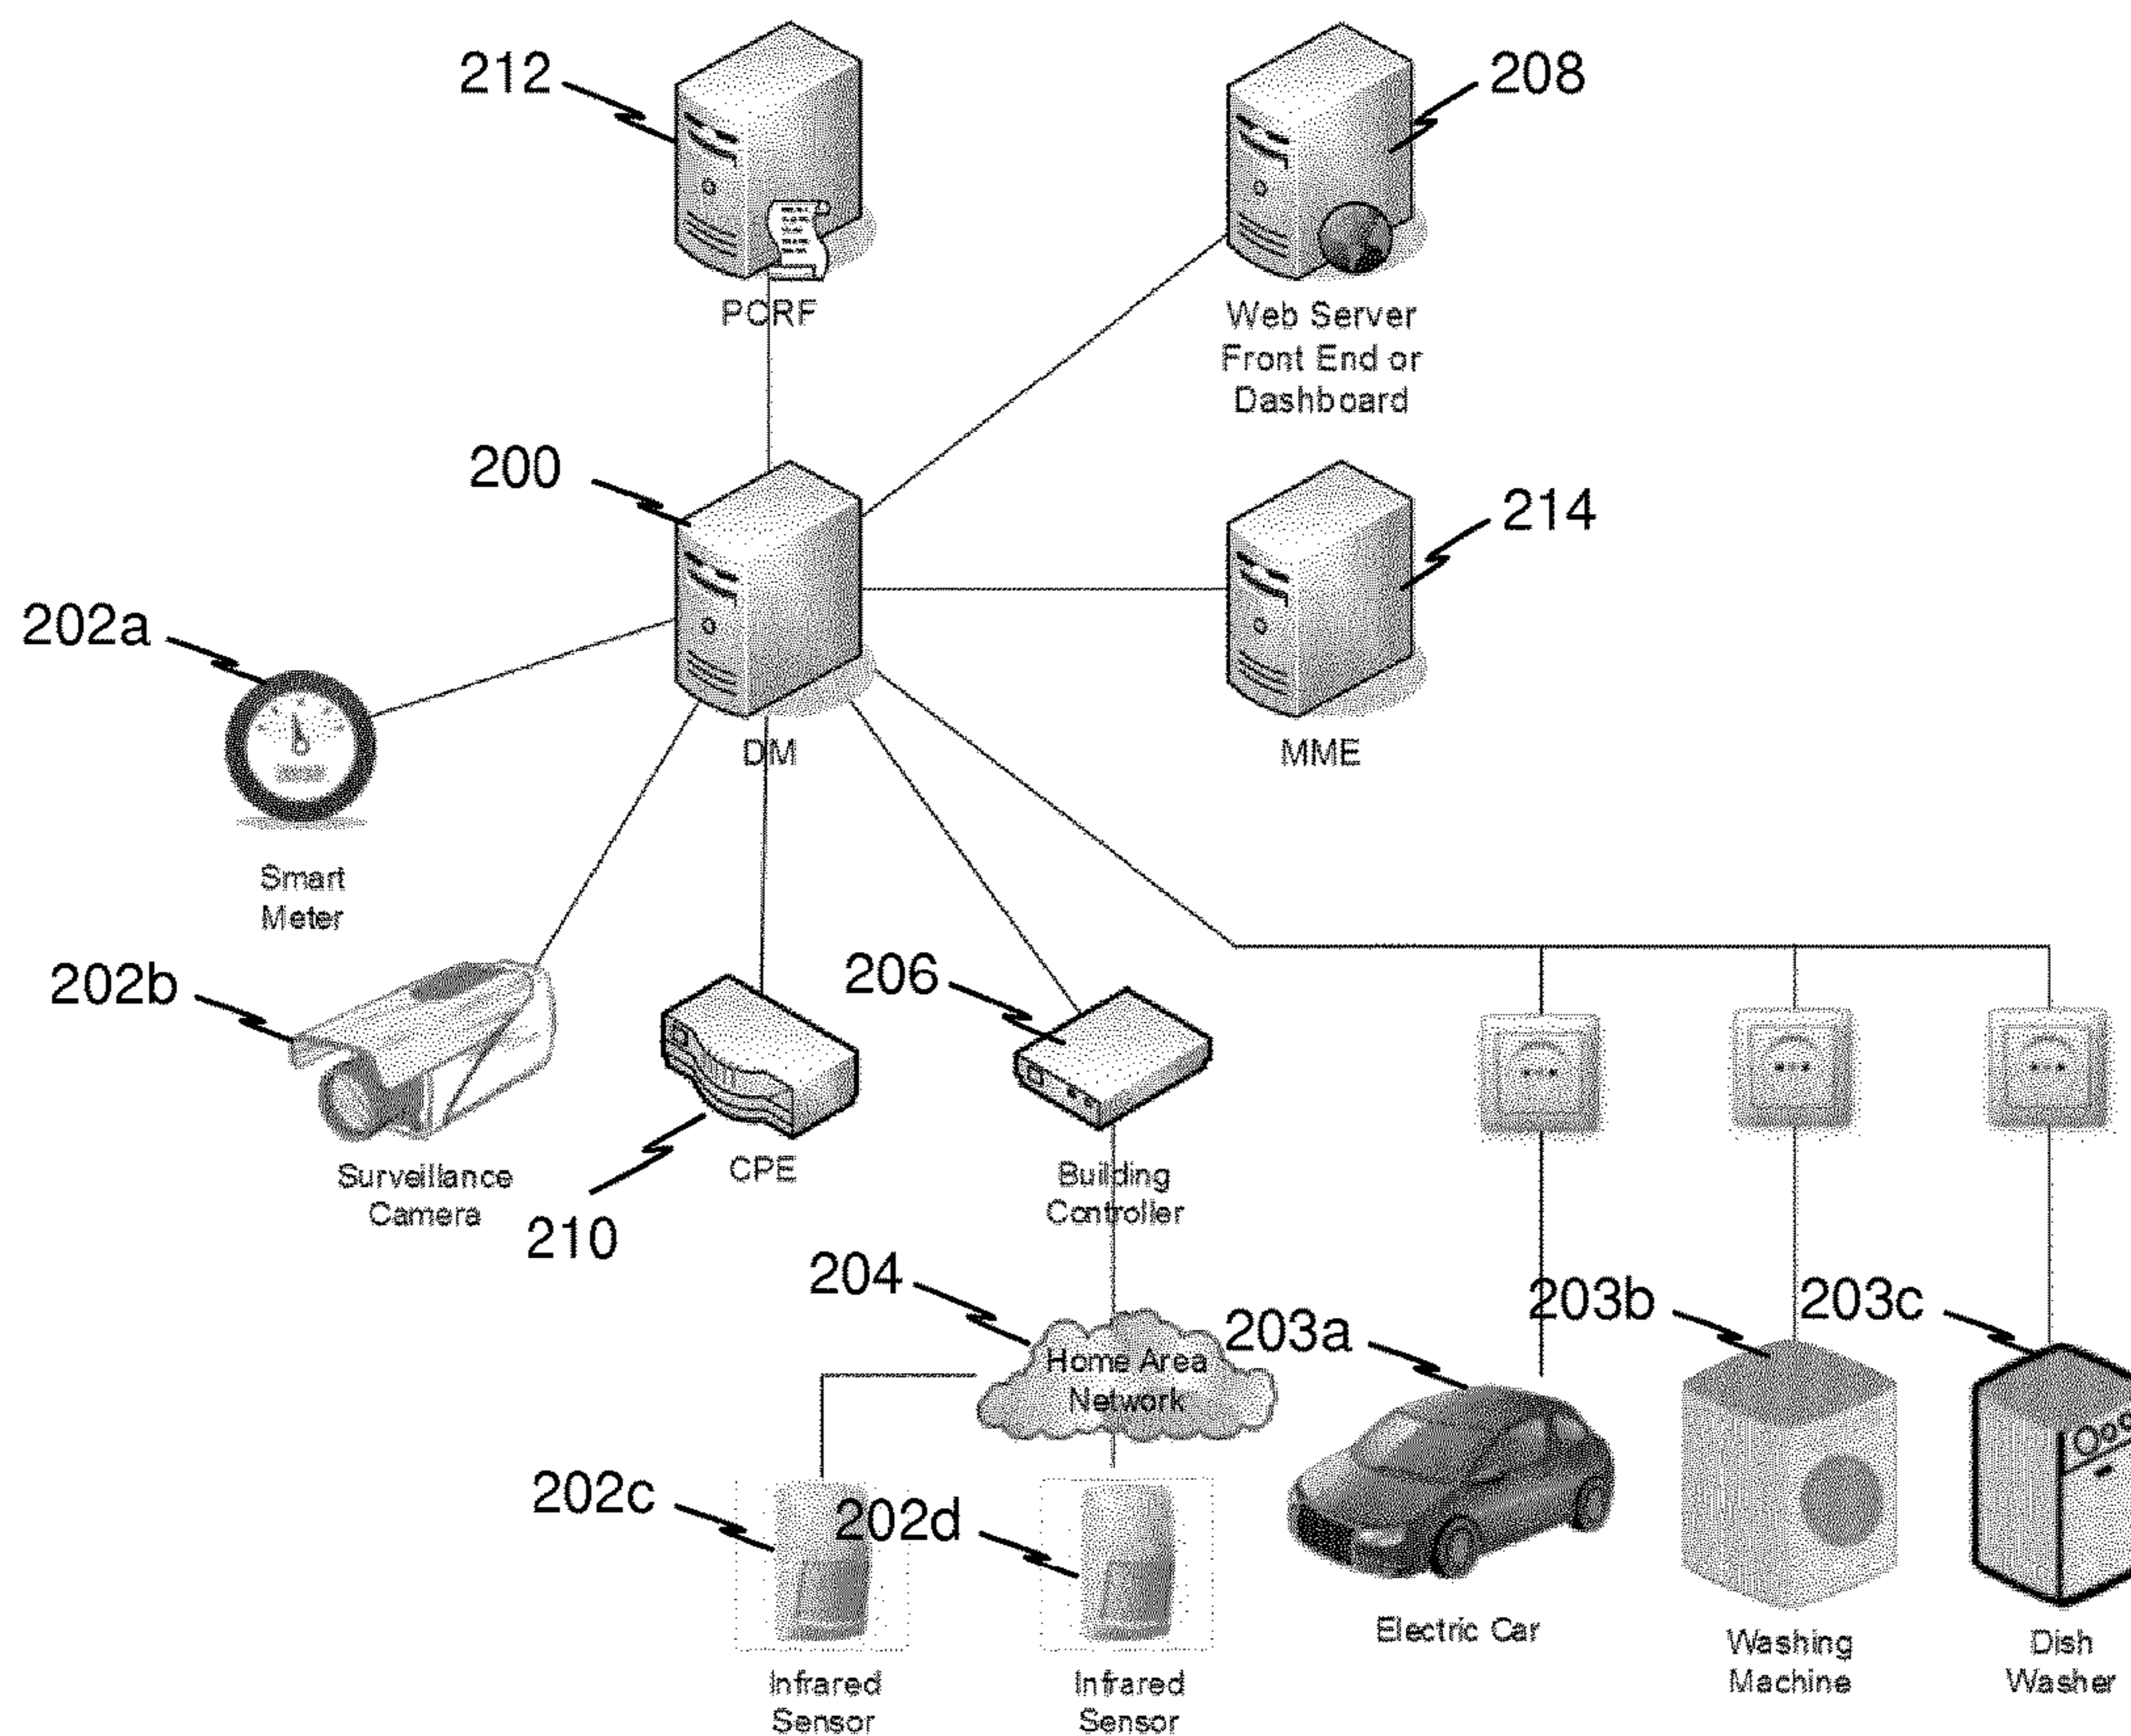 212
208
PCRF
Web Server
Front End or
Dashboard
200
214
202a
DM
MME
Smart
Meter
202b
206
Surveillance
Camera
CPE
210
Building
Controller
204
203a
203b
203c
Home Area
Network
202c
202d
Infrared
Sensor
Infrared
Sensor
Electric Car
Washing
Machine
Dish
Washer